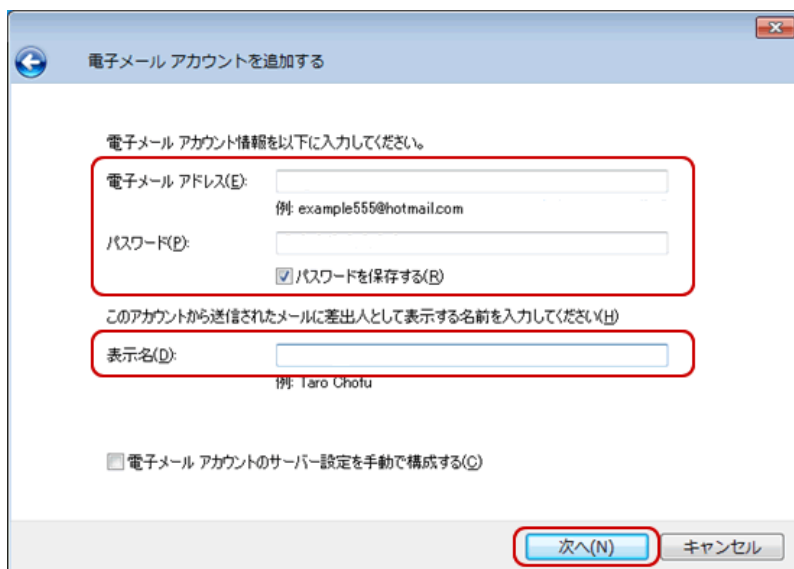 電子メール アカウントを追加する
電子メール アカウント情報を以下に入力してください。
電子メール アドレス(E):
例: example555@hotmail.com
パスワード(P):
パスワードを保存する(R)
このアカウントから送信されたメールに差出人として表示する名前を入力してください(H)
表示名(D):
例: Taro Chofu
電子メール アカウントのサーバー設定を手動で構成する(C)
次へ(N) キャンセル